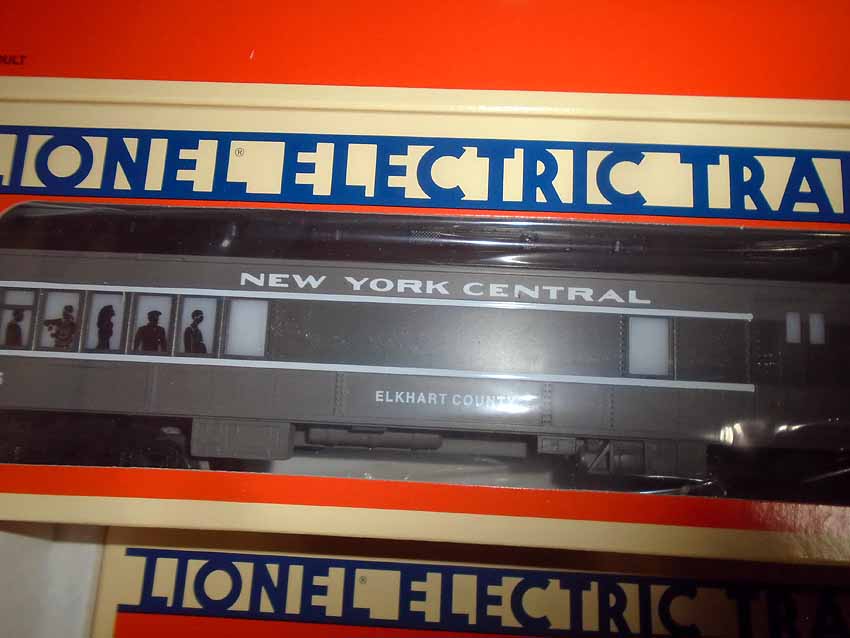 LIONEL® ELECTRIC TRA
NEW YORK CENTRAL
ELKHART COUNTY
LIONEL® ELECTRIC TRA